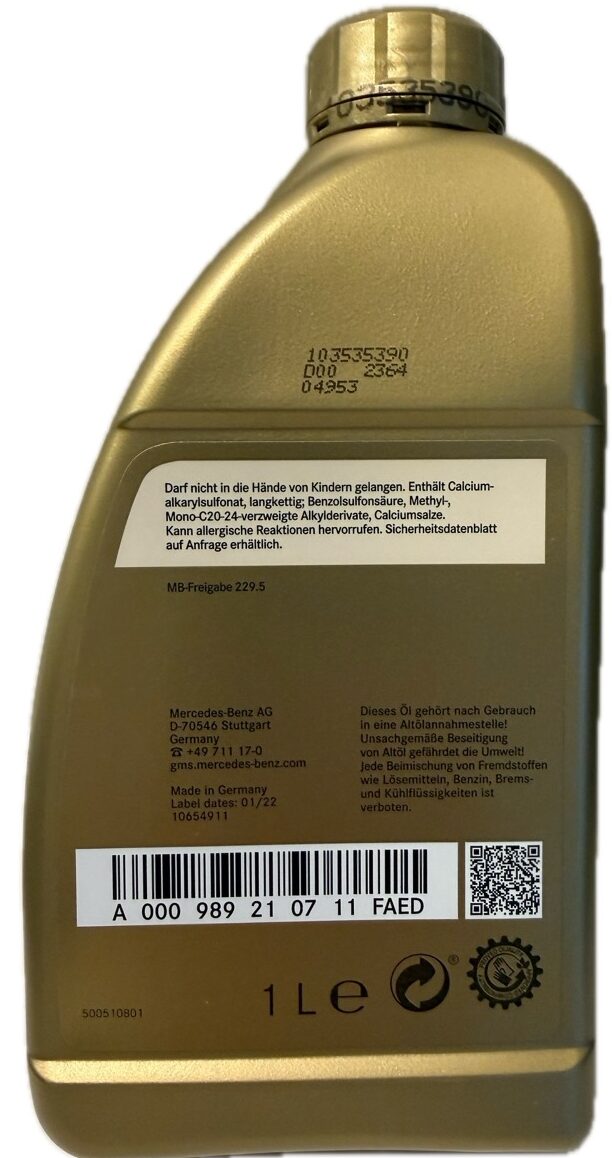 103535390
103535390
D00 2364
04953
Darf nicht in die Hände von Kindern gelangen. Enthält Calcium-
alkarylsulfonat, langkettig; Benzolsulfonsäure, Methyl-,
Mono-C20-24-verzweigte Alkylderivate, Calciumsalze.
Kann allergische Reaktionen hervorrufen. Sicherheitsdatenblatt
auf Anfrage erhältlich.
MB-Freigabe 229.5
Mercedes-Benz AG
D-70546 Stuttgart
Germany
☎ +49 711 17-0
gms.mercedes-benz.com
Made in Germany
Label dates: 01/22
10654911
Dieses Öl gehört nach Gebrauch
in eine Altölannahmestelle!
Unsachgemäße Beseitigung
von Altöl gefährdet die Umwelt!
Jede Beimischung von Fremdstoffen
wie Lösemitteln, Benzin, Brems-
und Kühlflüssigkeiten ist
verboten.
A 000 989 21 07 11 FAED
500510801
1 L e
®